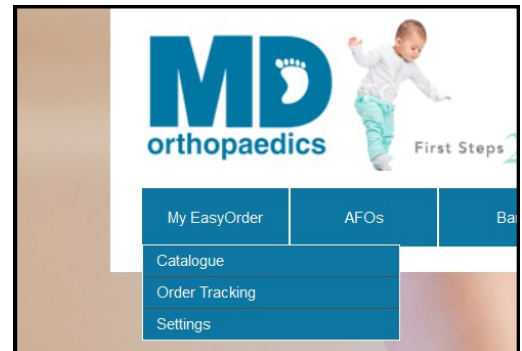 MD
orthopaedics
First Steps
My EasyOrder AFOs
Catalogue
Order Tracking
Settings